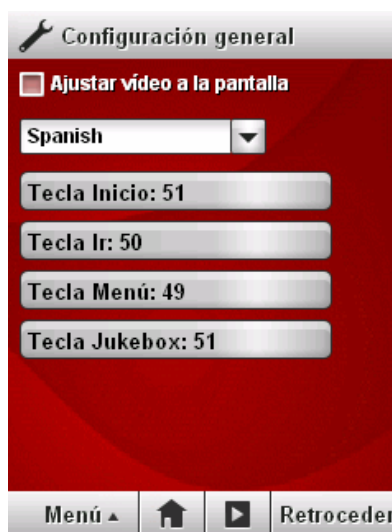 Configuración general
Ajustar vídeo a la pantalla
Spanish
Tecla Inicio: 51
Tecla Ir: 50
Tecla Menú: 49
Tecla Jukebox: 51
Menú
Retroceder